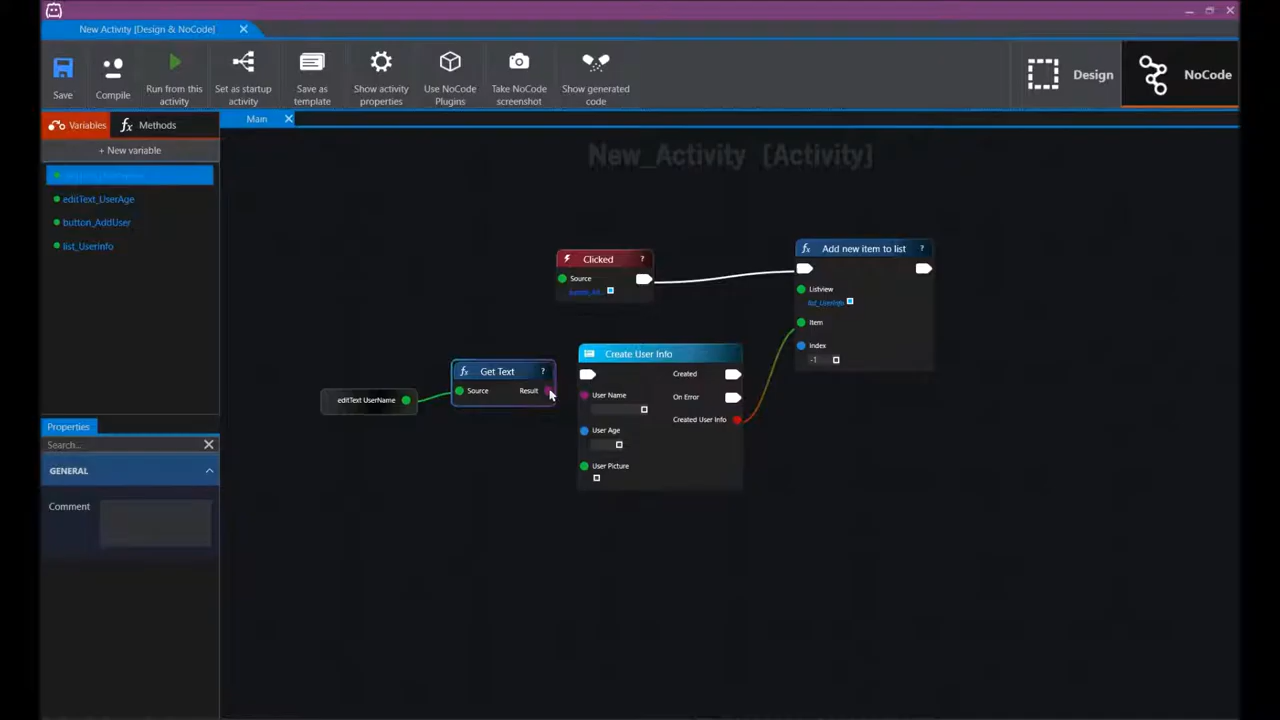 New Activity [Design & NoCode]
Save
Compile
Run from this
activity
Set as startup
activity
Save as
template
Show activity
properties
Use NoCode
Plugins
Take NoCode
screenshot
Show generated
code
Design
NoCode
Variables
Methods
Main
+ New variable
editText_UserAge
button_AddUser
list_UserInfo
New_Activity [Activity]
Clicked ?
Source
Add new item to list ?
Listview
list_UserInfo
Item
Index
-1
Create User Info
Created
User Name
On Error
Created User Info
User Age
User Picture
Get Text ?
Source Result
editText UserName
Properties
Search...
GENERAL
Comment